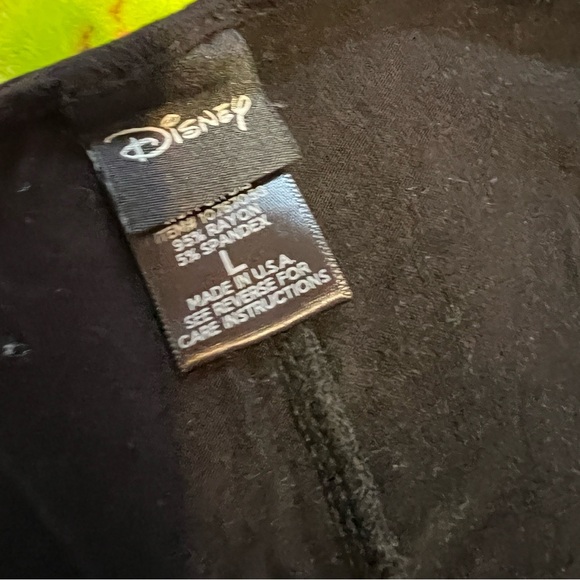 Disney
95% RAYON
5% SPANDEX
L
MADE IN U.S.A.
SEE REVERSE FOR
CARE INSTRUCTIONS